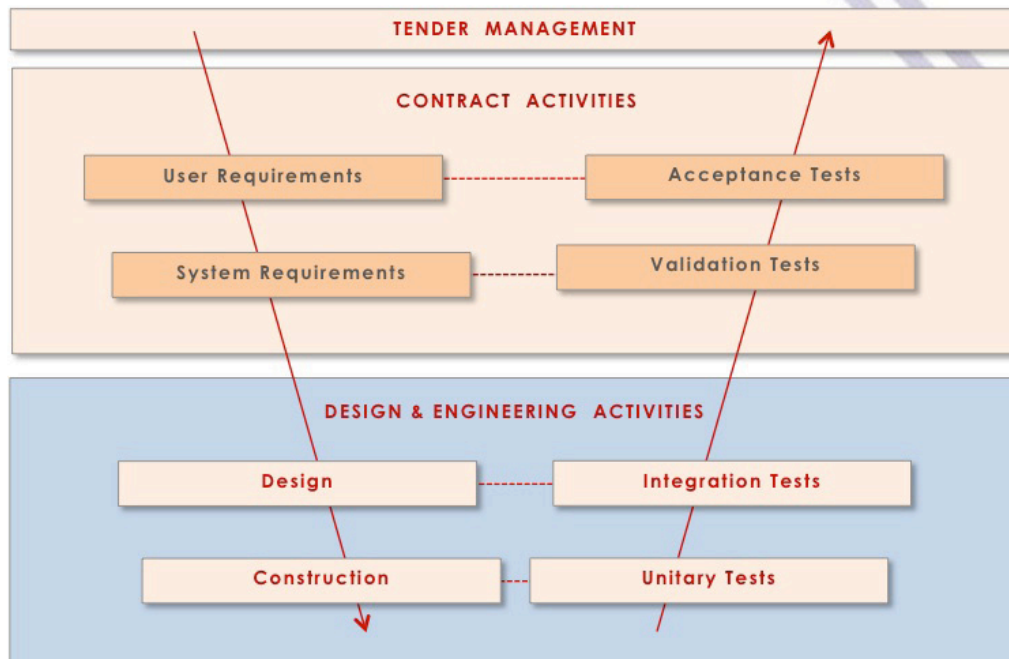 TENDER MANAGEMENT
CONTRACT ACTIVITIES
User Requirements
Acceptance Tests
System Requirements
Validation Tests
DESIGN & ENGINEERING ACTIVITIES
Design
Integration Tests
Construction
Unitary Tests